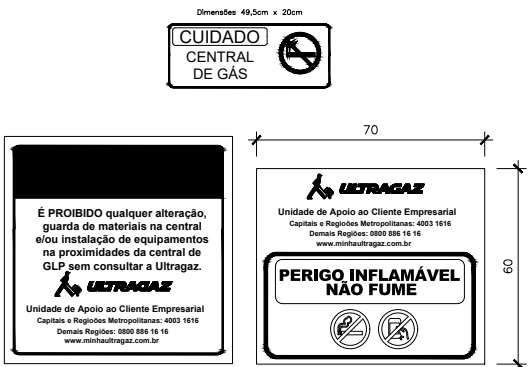 Dimensões 49,5cm x 20cm
CUIDADO
CENTRAL
DE GÁS
É PROIBIDO qualquer alteração,
guarda de materiais na central
e/ou instalação de equipamentos
na proximidades da central de
GLP sem consultar a Ultragaz.
ULTRAGAZ
Unidade de Apoio ao Cliente Empresarial
Capitais e Regioões Metropolitanas: 4003 1616
Demais Regiões: 0800 886 16 16
www.minhaultragaz.com.br
70
ULTRAGAZ
Unidade de Apoio ao Cliente Empresarial
Capitais e Regioões Metropolitanas: 4003 1616
Demais Regiões: 0800 886 16 16
www.minhaultragaz.com.br
PERIGO INFLAMÁVEL
NÃO FUME
60